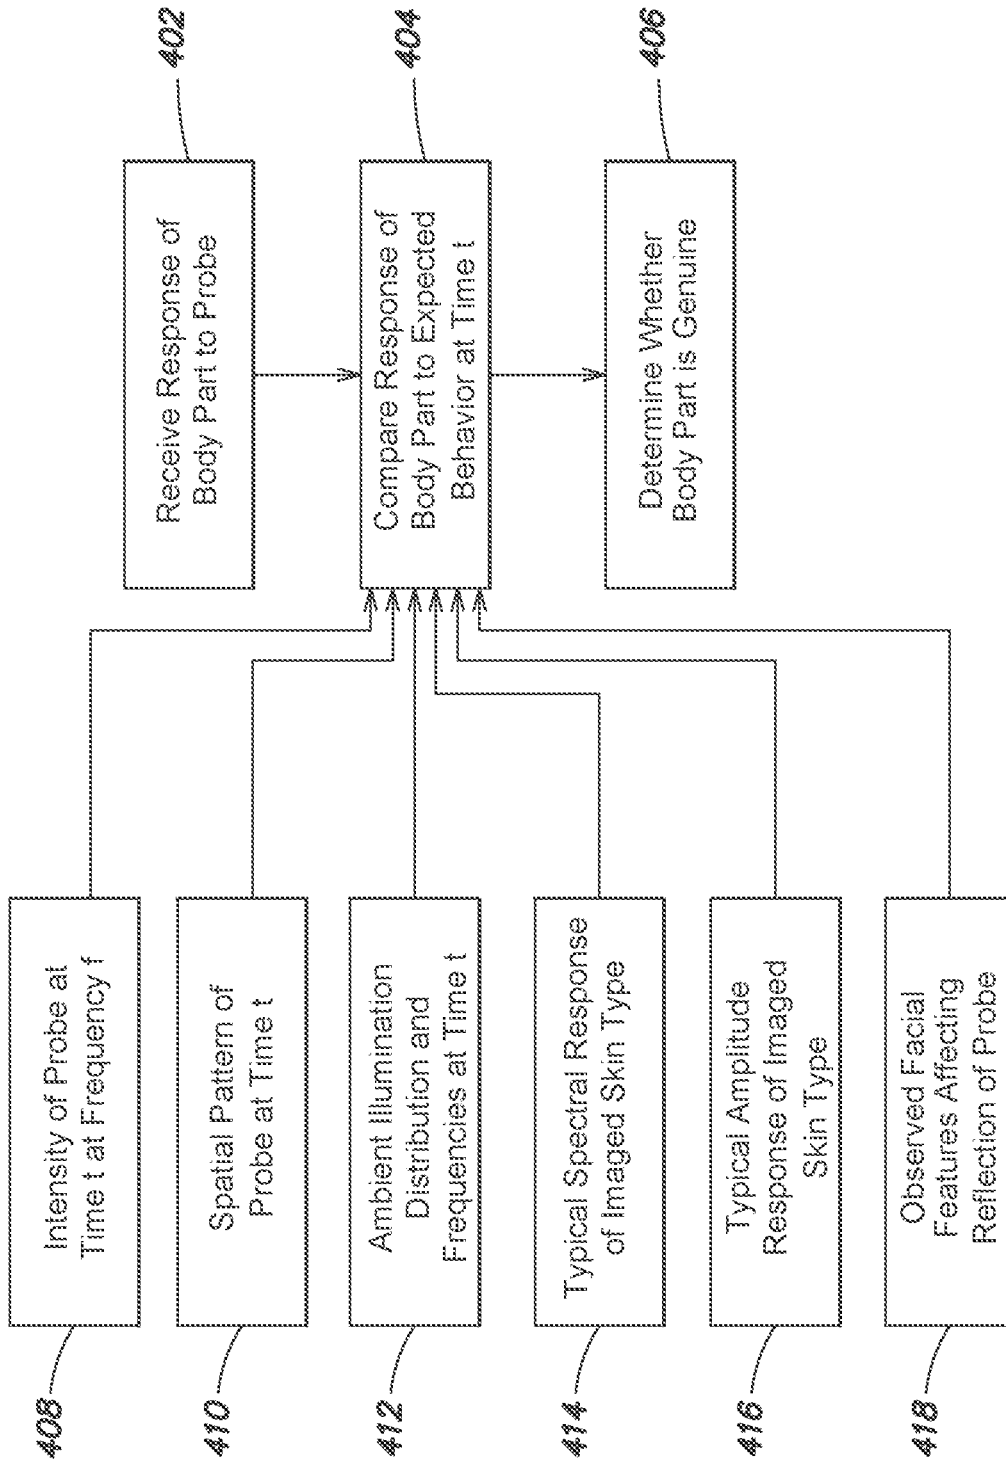 402
Receive Response of
Body Part to Probe
404
Compare Response of
Body Part to Expected
Behavior at Time t
406
Determine Whether
Body Part is Genuine
408
Intensity of Probe at
Time t at Frequency f
410
Spatial Pattern of
Probe at Time t
412
Ambient Illumination
Distribution and
Frequencies at Time t
414
Typical Spectral Response
of Imaged Skin Type
416
Typical Amplitude
Response of Imaged
Skin Type
418
Observed Facial
Features Affecting
Reflection of Probe